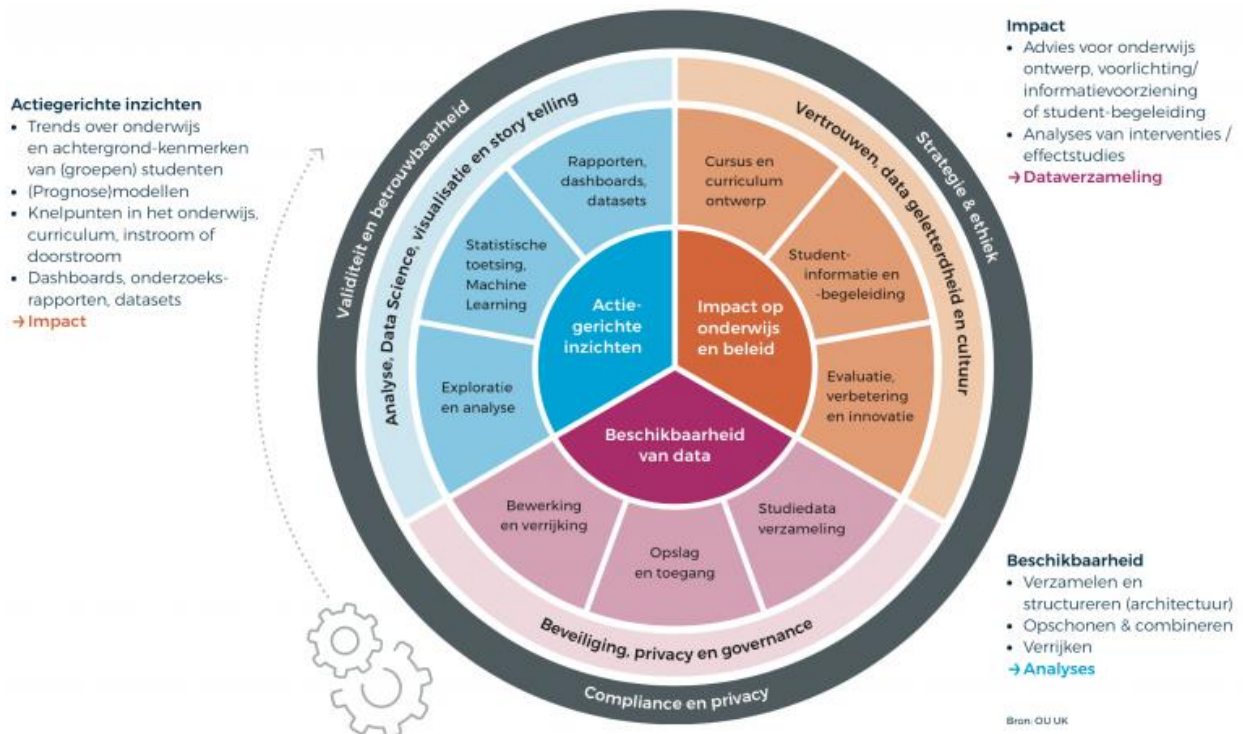 Actiegerichte inzichten
• Trends over onderwijs
en achtergrond-kenmerken
van (groepen) studenten
• (Prognose)modellen
• Knelpunten in het onderwijs,
curriculum, instroom of
doorstroom
• Dashboards, onderzoeks-
rapporten, datasets
→ Impact
Validiteit en betrouwbaarheid
Analyse, Data Science, visualisatie en story telling
Rapporten,
dashboards,
datasets
Statistische
toetsing,
Machine
Learning
Exploratie
en analyse
Actie-
gerichte
inzichten
Strategie & ethiek
Vertrouwen, data geletterdheid en cultuur
Cursus en
curriculum
ontwerp
Student-
informatie en
-begeleiding
Evaluatie,
verbetering
en innovatie
Impact op
onderwijs
en beleid
Beschikbaarheid
van data
Bewerking
en verrijking
Opslag
en toegang
Studiedata
verzameling
Beveiliging, privacy en governance
Compliance en privacy
Impact
• Advies voor onderwijs
ontwerp, voorlichting/
informatievoorziening
of student-begeleiding
• Analyses van interventies /
effectstudies
→ Dataverzameling
Beschikbaarheid
• Verzamelen en
structureren (architectuur)
• Opschonen & combineren
• Verrijken
→ Analyses
Bron: OU UK